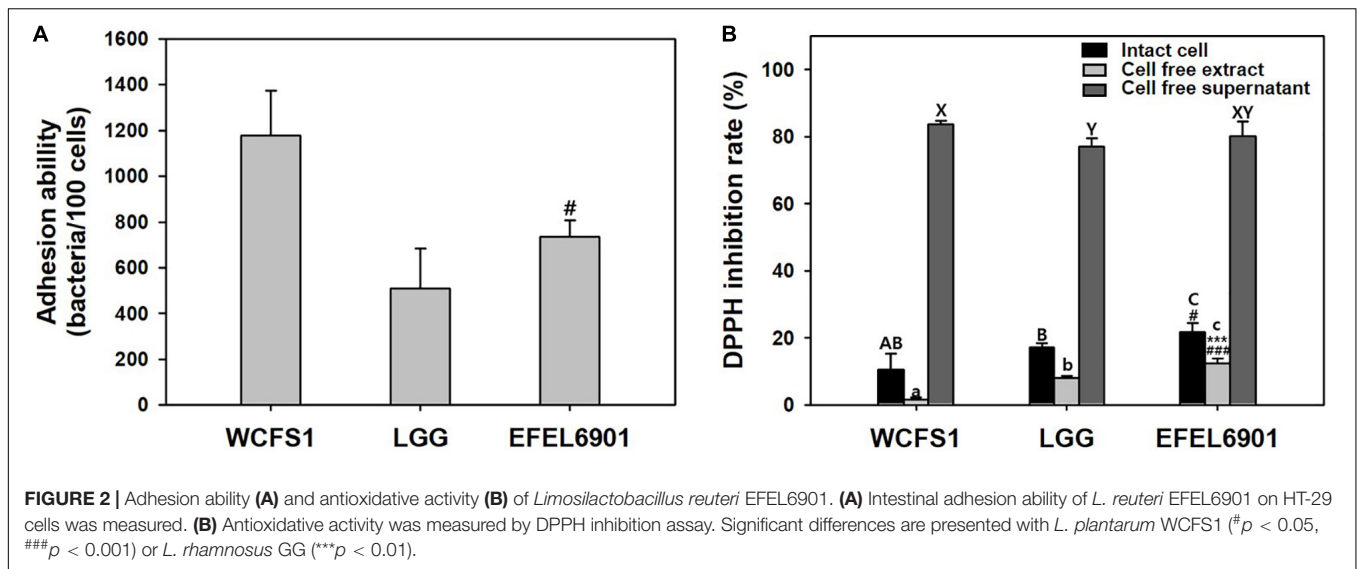 A
1600
1400
1200
1000
800
600
400
200
0
Adhesion abillity
(bacteria/100 cells)
#
WCFS1 LGG EFEL6901
B
100
80
60
40
20
0
DPPH inhibition rate (%)
Intact cell
Cell free extract
Cell free supernatant
X
Y
XY
AB
a
B
b
C
#
c
***
###
WCFS1 LGG EFEL6901
FIGURE 2 | Adhesion ability (A) and antioxidative activity (B) of Limosilactobacillus reuteri EFEL6901. (A) Intestinal adhesion ability of L. reuteri EFEL6901 on HT-29
cells was measured. (B) Antioxidative activity was measured by DPPH inhibition assay. Significant differences are presented with L. plantarum WCFS1 (#p < 0.05,
###p < 0.001) or L. rhamnosus GG (***p < 0.01).